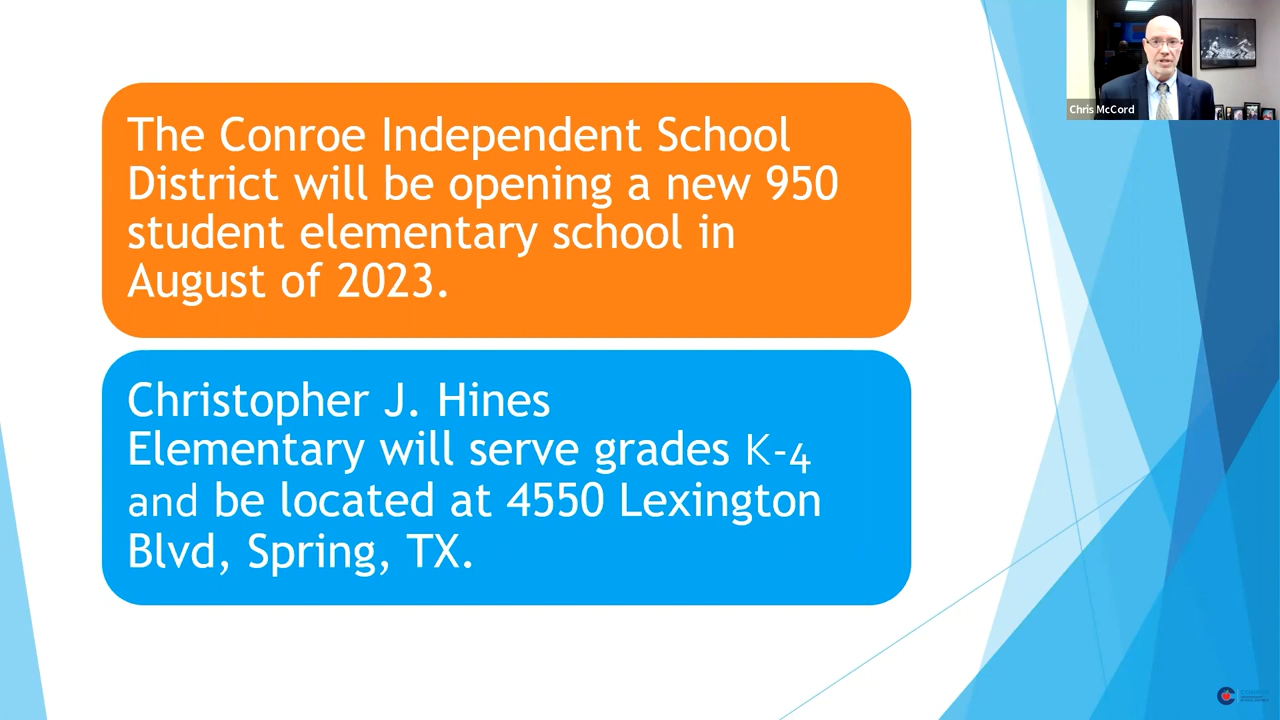 The Conroe Independent School
District will be opening a new 950
student elementary school in
August of 2023.
Christopher J. Hines
Elementary will serve grades K-4
and be located at 4550 Lexington
Blvd, Spring, TX.
Chris McCord